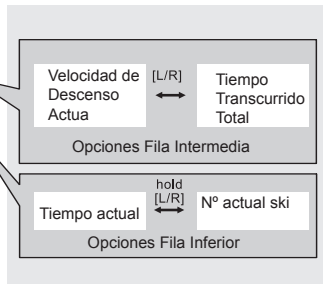 Velocidad de
Descenso
Actua
[L/R]
Tiempo
Transcurrido
Total
Opciones Fila Intermedia
Tiempo actual
hold
[L/R]
Nº actual ski
Opciones Fila Inferior